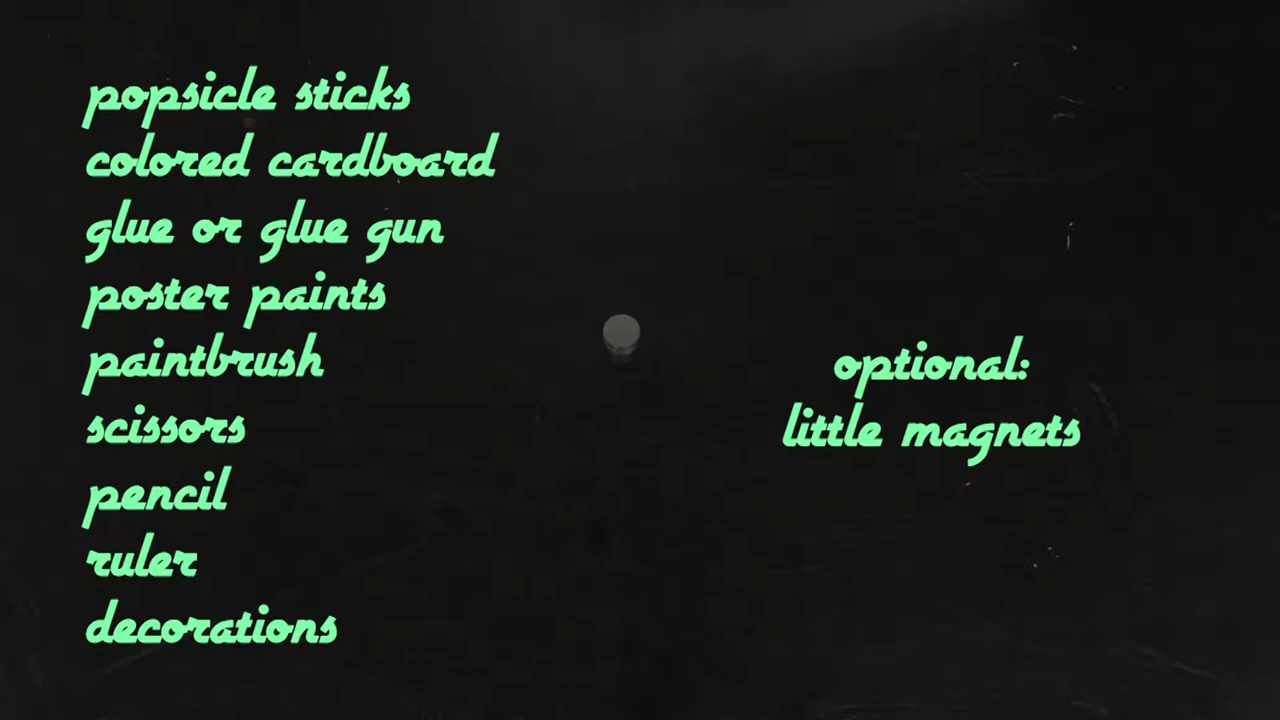 popsicle sticks
colored cardboard
glue or glue gun
poster paints
paintbrush
scissors
pencil
ruler
decorations
optional:
little magnets